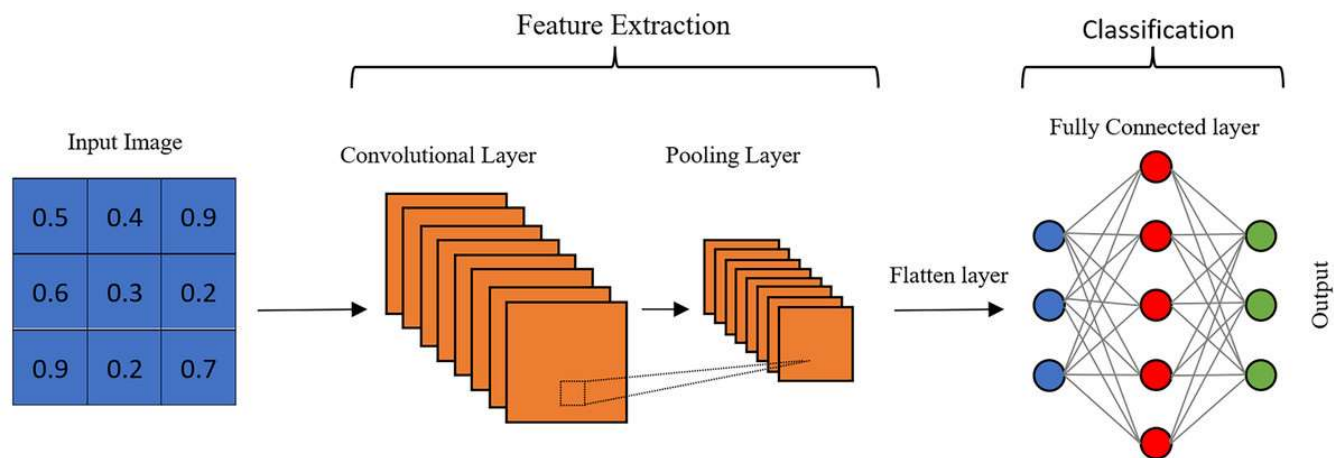 Feature Extraction
Classification
Input Image
Convolutional Layer
Pooling Layer
Fully Connected layer
0.5 0.4 0.9
0.6 0.3 0.2
0.9 0.2 0.7
Flatten layer
Output